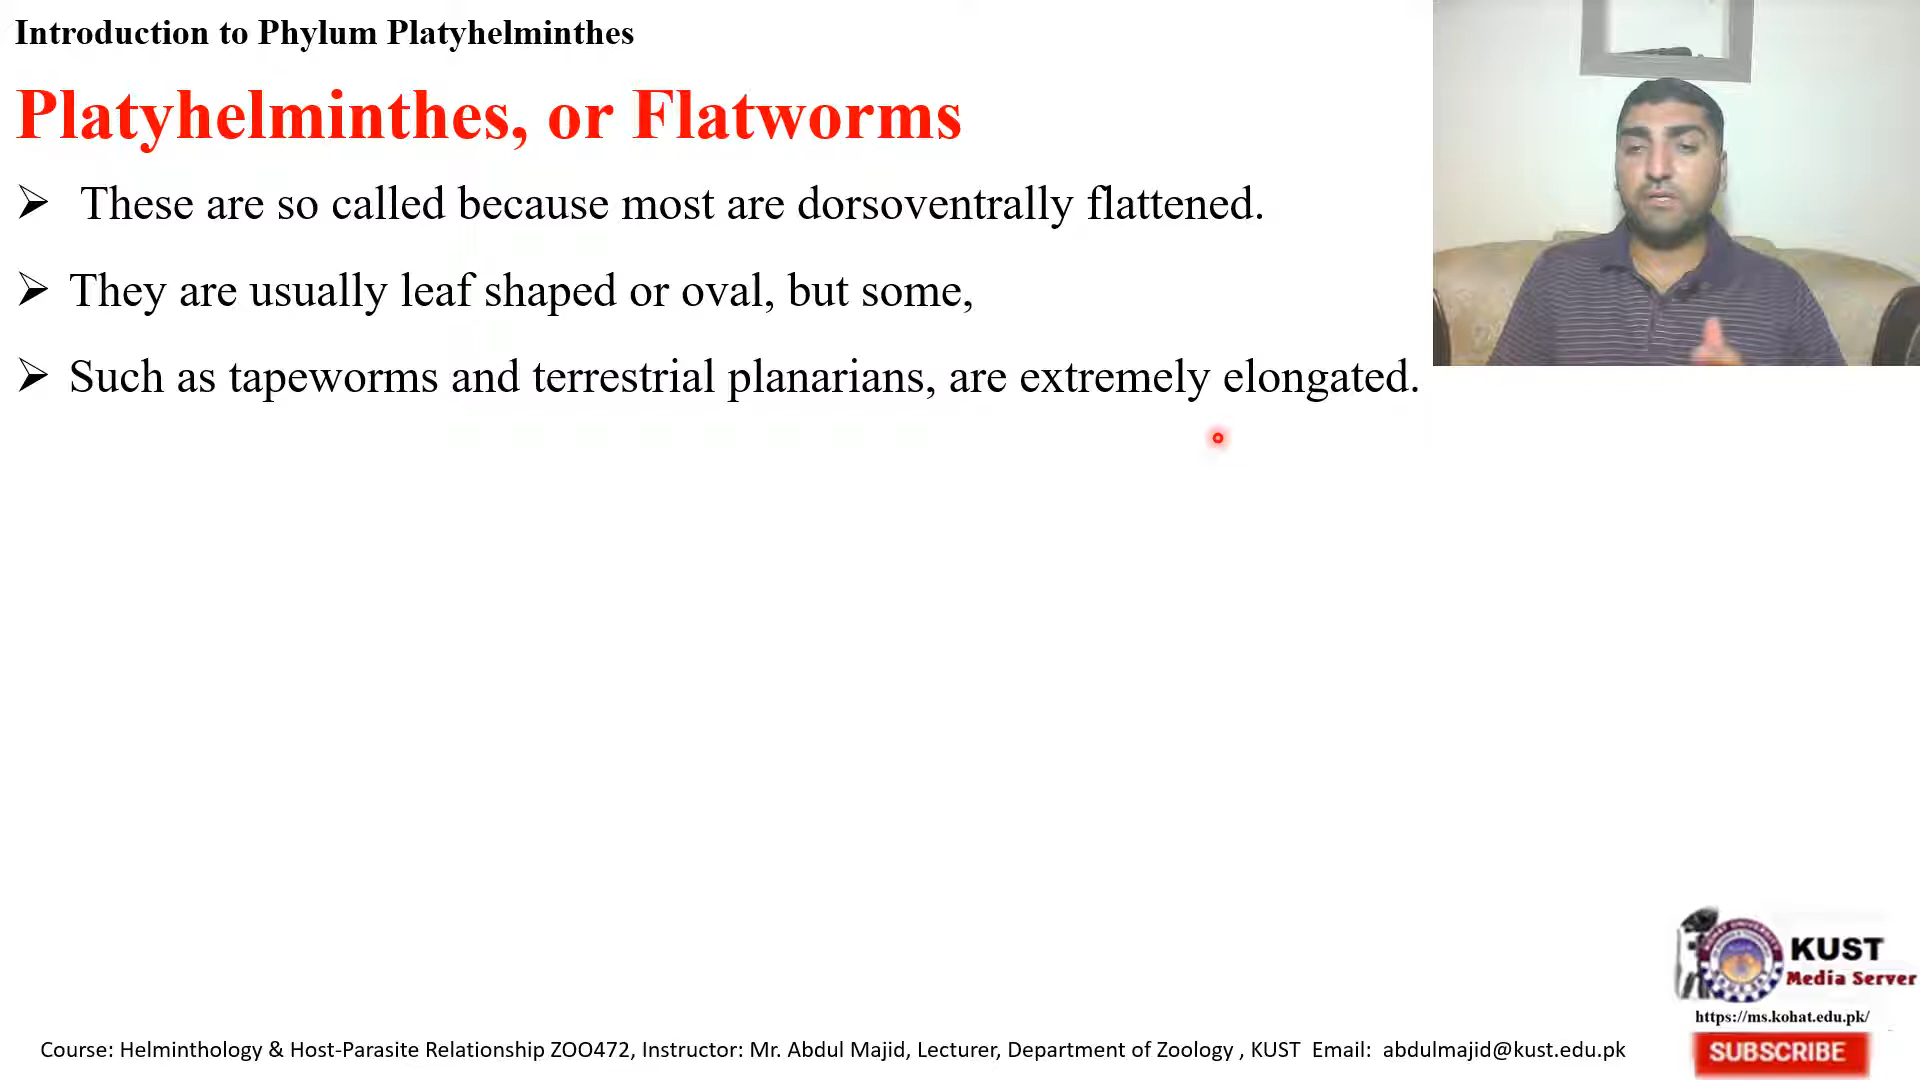 Introduction to Phylum Platyhelminthes
Platyhelminthes, or Flatworms
➢ These are so called because most are dorsoventrally flattened.
➢ They are usually leaf shaped or oval, but some,
➢ Such as tapeworms and terrestrial planarians, are extremely elongated.
KUST
Media Server
https://ms.kohat.edu.pk/
SUBSCRIBE
Course: Helminthology & Host-Parasite Relationship ZOO472, Instructor: Mr. Abdul Majid, Lecturer, Department of Zoology , KUST  Email:  abdulmajid@kust.edu.pk